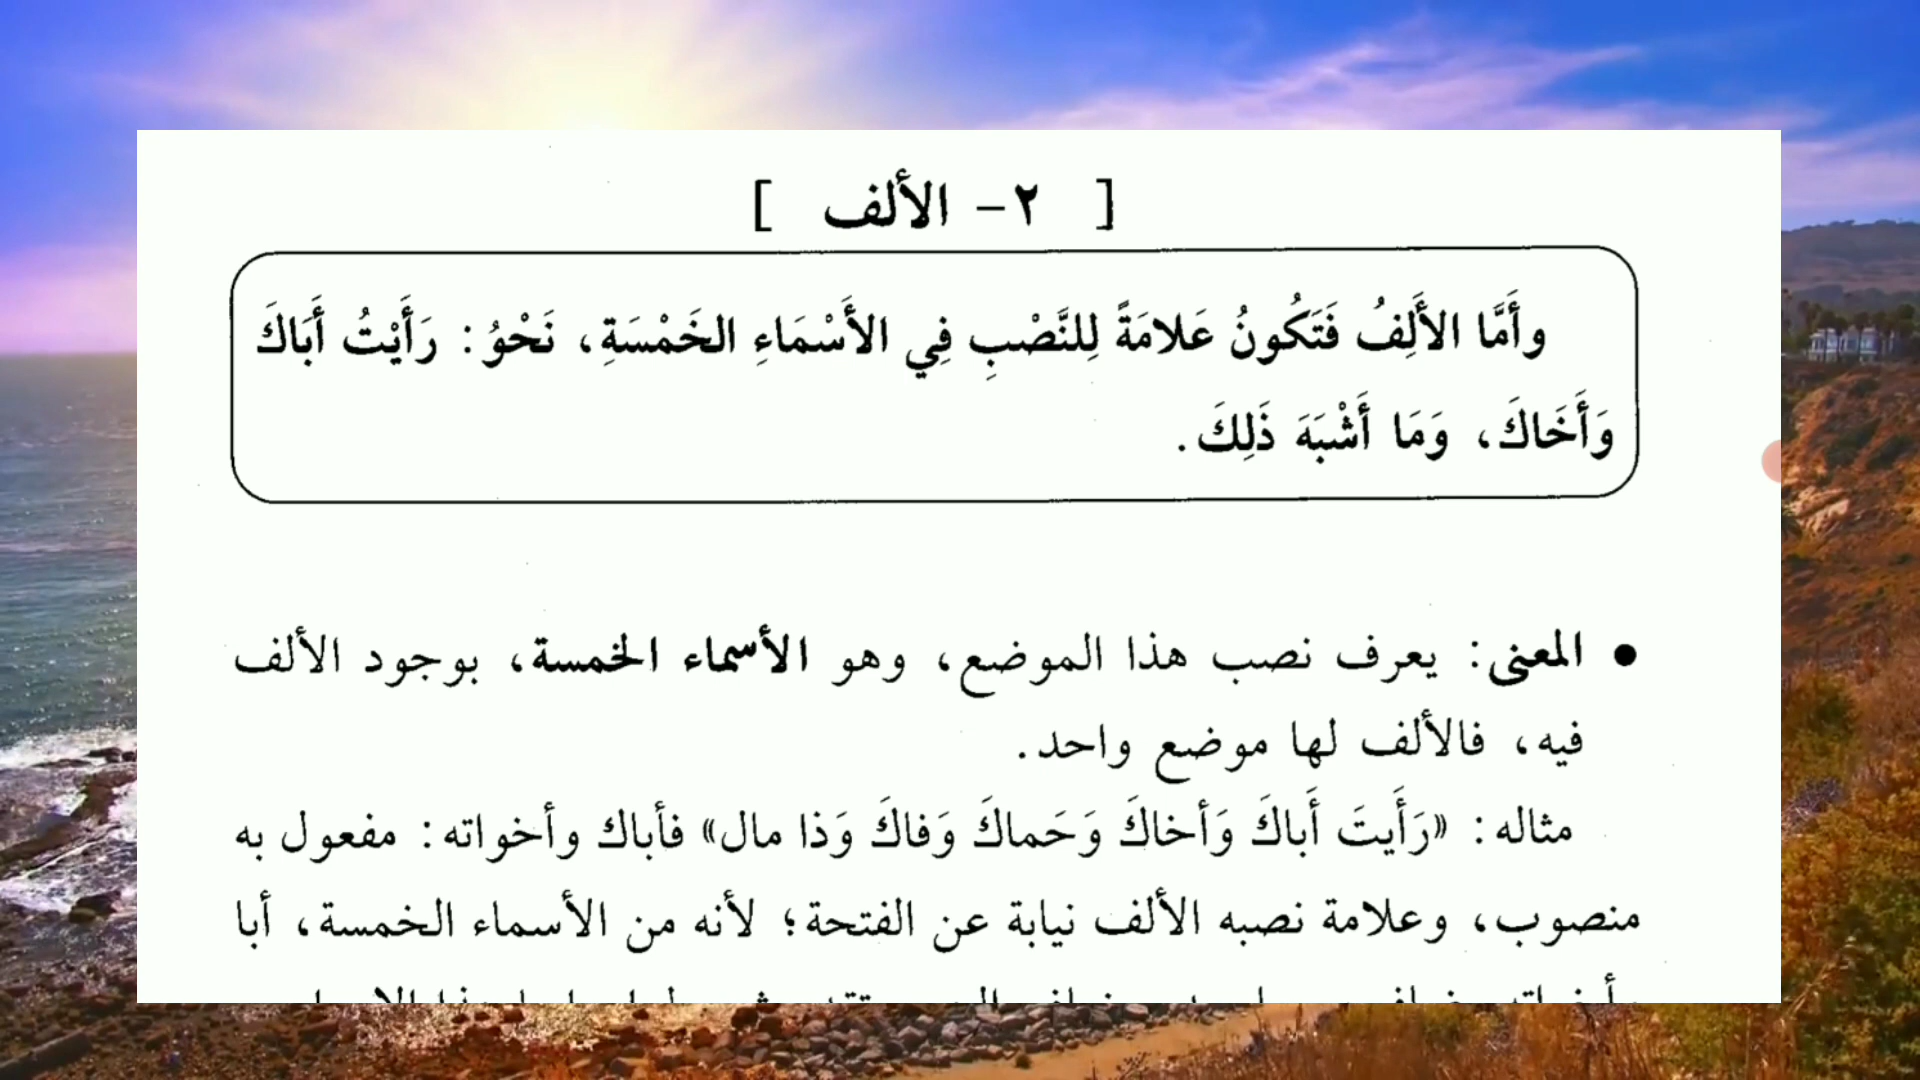 [ ٢- الألف ]
وأَمَّا الأَلِفُ فَتَكُونُ عَلامَةً لِلنَّصْبِ فِي الأَسْمَاءِ الخَمْسَةِ، نَحْوُ: رَأَيْتُ أَبَاكَ
وَأَخَاكَ، وَمَا أَشْبَهَ ذَلِكَ.
● المعنى: يعرف نصب هذا الموضع، وهو الأسماء الخمسة، بوجود الألف
فيه، فالألف لها موضع واحد.
مثاله: «رَأَيتَ أَباكَ وَأخاكَ وَحَماكَ وَفاكَ وَذا مال» فأباك وأخواته: مفعول به
منصوب، وعلامة نصبه الألف نيابة عن الفتحة؛ لأنه من الأسماء الخمسة، أبا